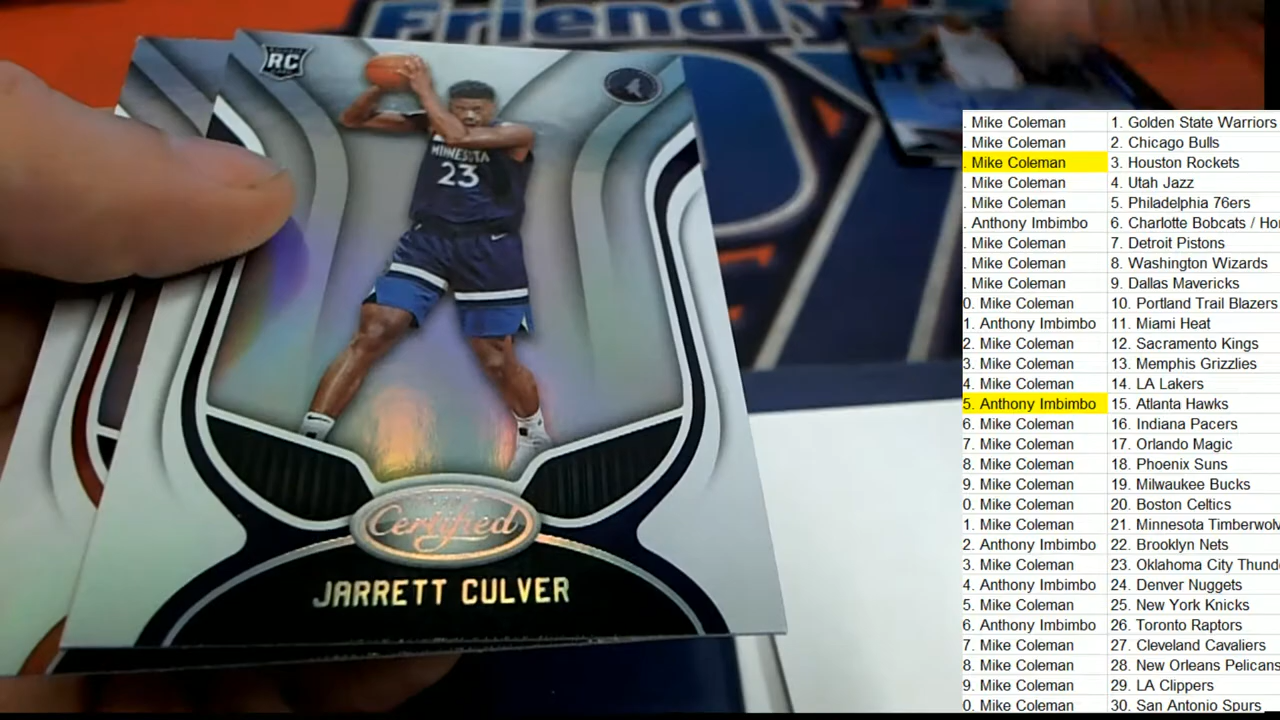 Friendly
RC
MINNESOTA
23
Certified
JARRETT CULVER
. Mike Coleman 1. Golden State Warriors
. Mike Coleman 2. Chicago Bulls
. Mike Coleman 3. Houston Rockets
. Mike Coleman 4. Utah Jazz
. Mike Coleman 5. Philadelphia 76ers
. Anthony Imbimbo 6. Charlotte Bobcats / Ho
. Mike Coleman 7. Detroit Pistons
. Mike Coleman 8. Washington Wizards
. Mike Coleman 9. Dallas Mavericks
0. Mike Coleman 10. Portland Trail Blazers
1. Anthony Imbimbo 11. Miami Heat
2. Mike Coleman 12. Sacramento Kings
3. Mike Coleman 13. Memphis Grizzlies
4. Mike Coleman 14. LA Lakers
5. Anthony Imbimbo 15. Atlanta Hawks
6. Mike Coleman 16. Indiana Pacers
7. Mike Coleman 17. Orlando Magic
8. Mike Coleman 18. Phoenix Suns
9. Mike Coleman 19. Milwaukee Bucks
0. Mike Coleman 20. Boston Celtics
1. Mike Coleman 21. Minnesota Timberwolv
2. Anthony Imbimbo 22. Brooklyn Nets
3. Mike Coleman 23. Oklahoma City Thund
4. Anthony Imbimbo 24. Denver Nuggets
5. Mike Coleman 25. New York Knicks
6. Anthony Imbimbo 26. Toronto Raptors
7. Mike Coleman 27. Cleveland Cavaliers
8. Mike Coleman 28. New Orleans Pelicans
9. Mike Coleman 29. LA Clippers
0. Mike Coleman 30. San Antonio Spurs